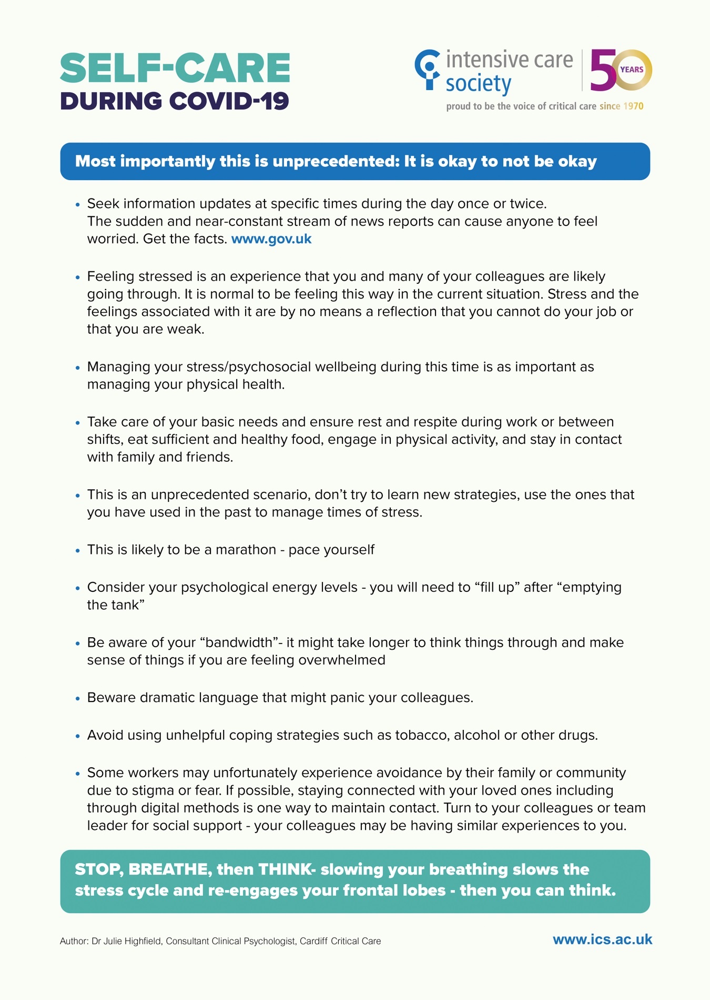 SELF-CARE
DURING COVID-19
intensive care
society
50 YEARS
proud to be the voice of critical care since 1970
Most importantly this is unprecedented: It is okay to not be okay
• Seek information updates at specific times during the day once or twice.
The sudden and near-constant stream of news reports can cause anyone to feel
worried. Get the facts. www.gov.uk
• Feeling stressed is an experience that you and many of your colleagues are likely
going through. It is normal to be feeling this way in the current situation. Stress and the
feelings associated with it are by no means a reflection that you cannot do your job or
that you are weak.
• Managing your stress/psychosocial wellbeing during this time is as important as
managing your physical health.
• Take care of your basic needs and ensure rest and respite during work or between
shifts, eat sufficient and healthy food, engage in physical activity, and stay in contact
with family and friends.
• This is an unprecedented scenario, don’t try to learn new strategies, use the ones that
you have used in the past to manage times of stress.
• This is likely to be a marathon - pace yourself
• Consider your psychological energy levels - you will need to “fill up” after “emptying
the tank”
• Be aware of your “bandwidth”- it might take longer to think things through and make
sense of things if you are feeling overwhelmed
• Beware dramatic language that might panic your colleagues.
• Avoid using unhelpful coping strategies such as tobacco, alcohol or other drugs.
• Some workers may unfortunately experience avoidance by their family or community
due to stigma or fear. If possible, staying connected with your loved ones including
through digital methods is one way to maintain contact. Turn to your colleagues or team
leader for social support - your colleagues may be having similar experiences to you.
STOP, BREATHE, then THINK- slowing your breathing slows the
stress cycle and re-engages your frontal lobes - then you can think.
Author: Dr Julie Highfield, Consultant Clinical Psychologist, Cardiff Critical Care
www.ics.ac.uk